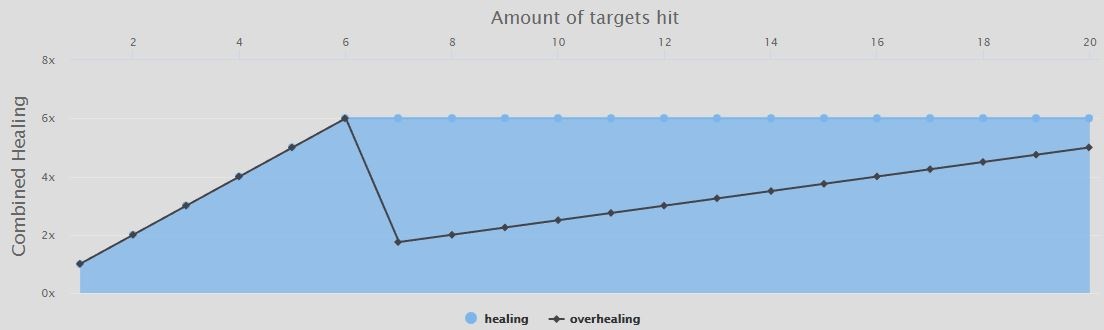 Amount of targets hit
2 4 6 8 10 12 14 16 18 20
8x
6x
4x
2x
0x
Combined Healing
healing overhealing